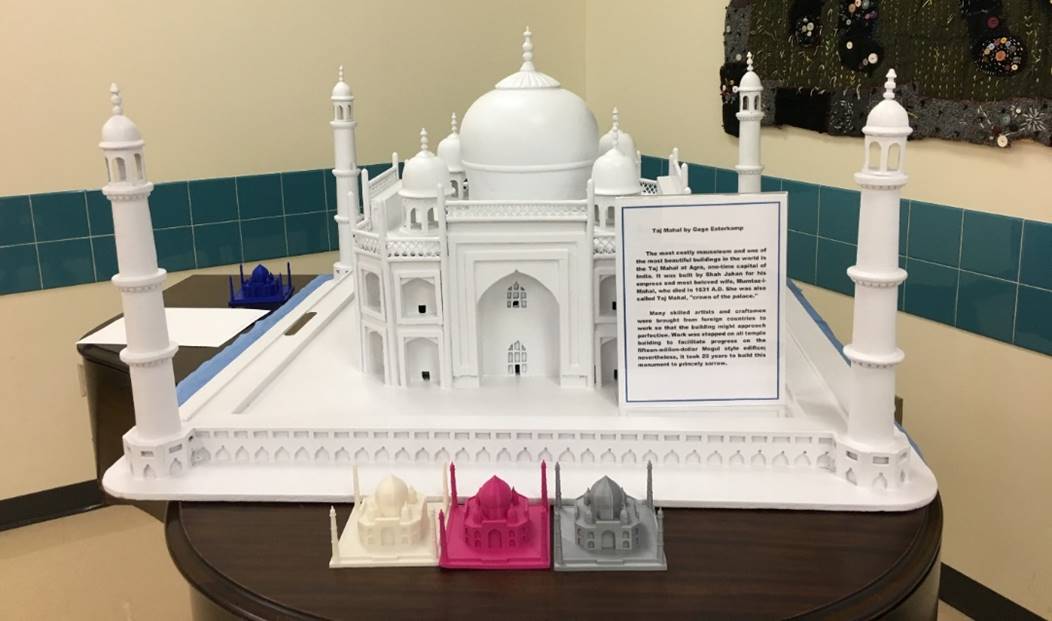 Taj Mahal by Gage Esterkamp
The most costly mausoleum and one of
the most beautiful buildings in the world is
the Taj Mahal at Agra, one-time capital of
India. It was built by Shah Jahan for his
empress and most beloved wife, Mumtaz-i-
Mahal, who died in 1631 A.D. She was also
called Taj Mahal, "crown of the palace."
Many skilled artists and craftsmen
were brought from foreign countries to
work so that the building might approach
perfection. Work was stopped on all temple
building to facilitate progress on the
fifteen-million-dollar Mogul style edifice;
nevertheless, it took 20 years to build this
monument to princely sorrow.